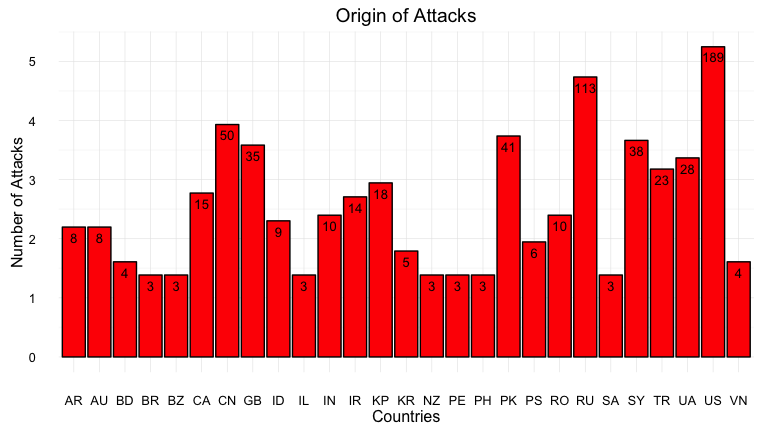 Origin of Attacks
Number of Attacks
5
4
3
2
1
0
8 8 4 3 3 15 50 35 9 3 10 14 18 5 3 3 3 41 6 10 113 3 38 23 28 189 4
AR AU BD BR BZ CA CN GB ID IL IN IR KP KR NZ PE PH PK PS RO RU SA SY TR UA US VN
Countries